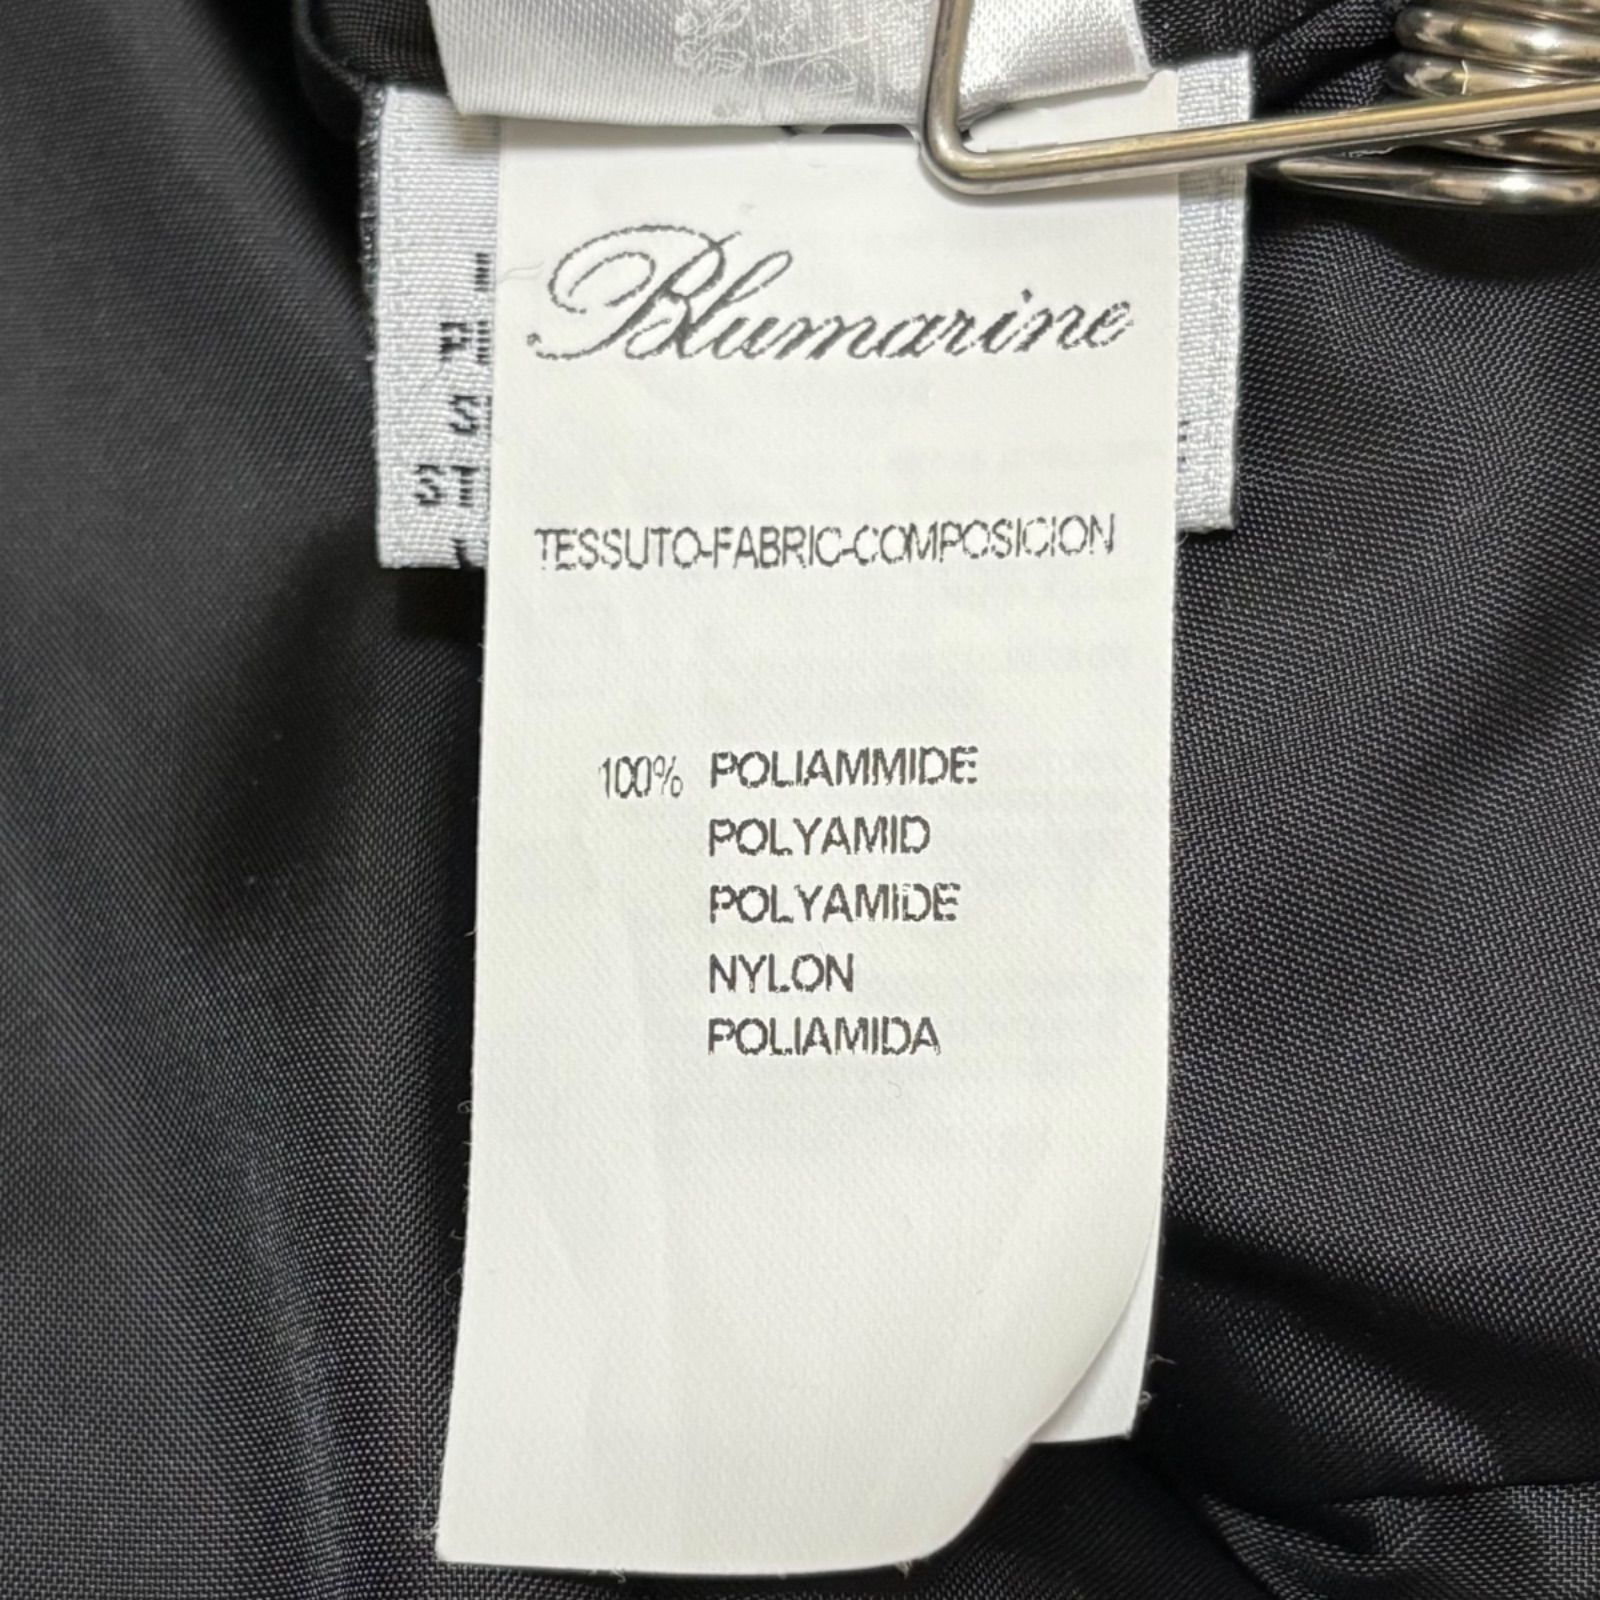 Blumarine
TESSUTO-FABRIC-COMPOSICION
100% POLIAMMIDE
POLYAMID
POLYAMIDE
NYLON
POLIAMIDA